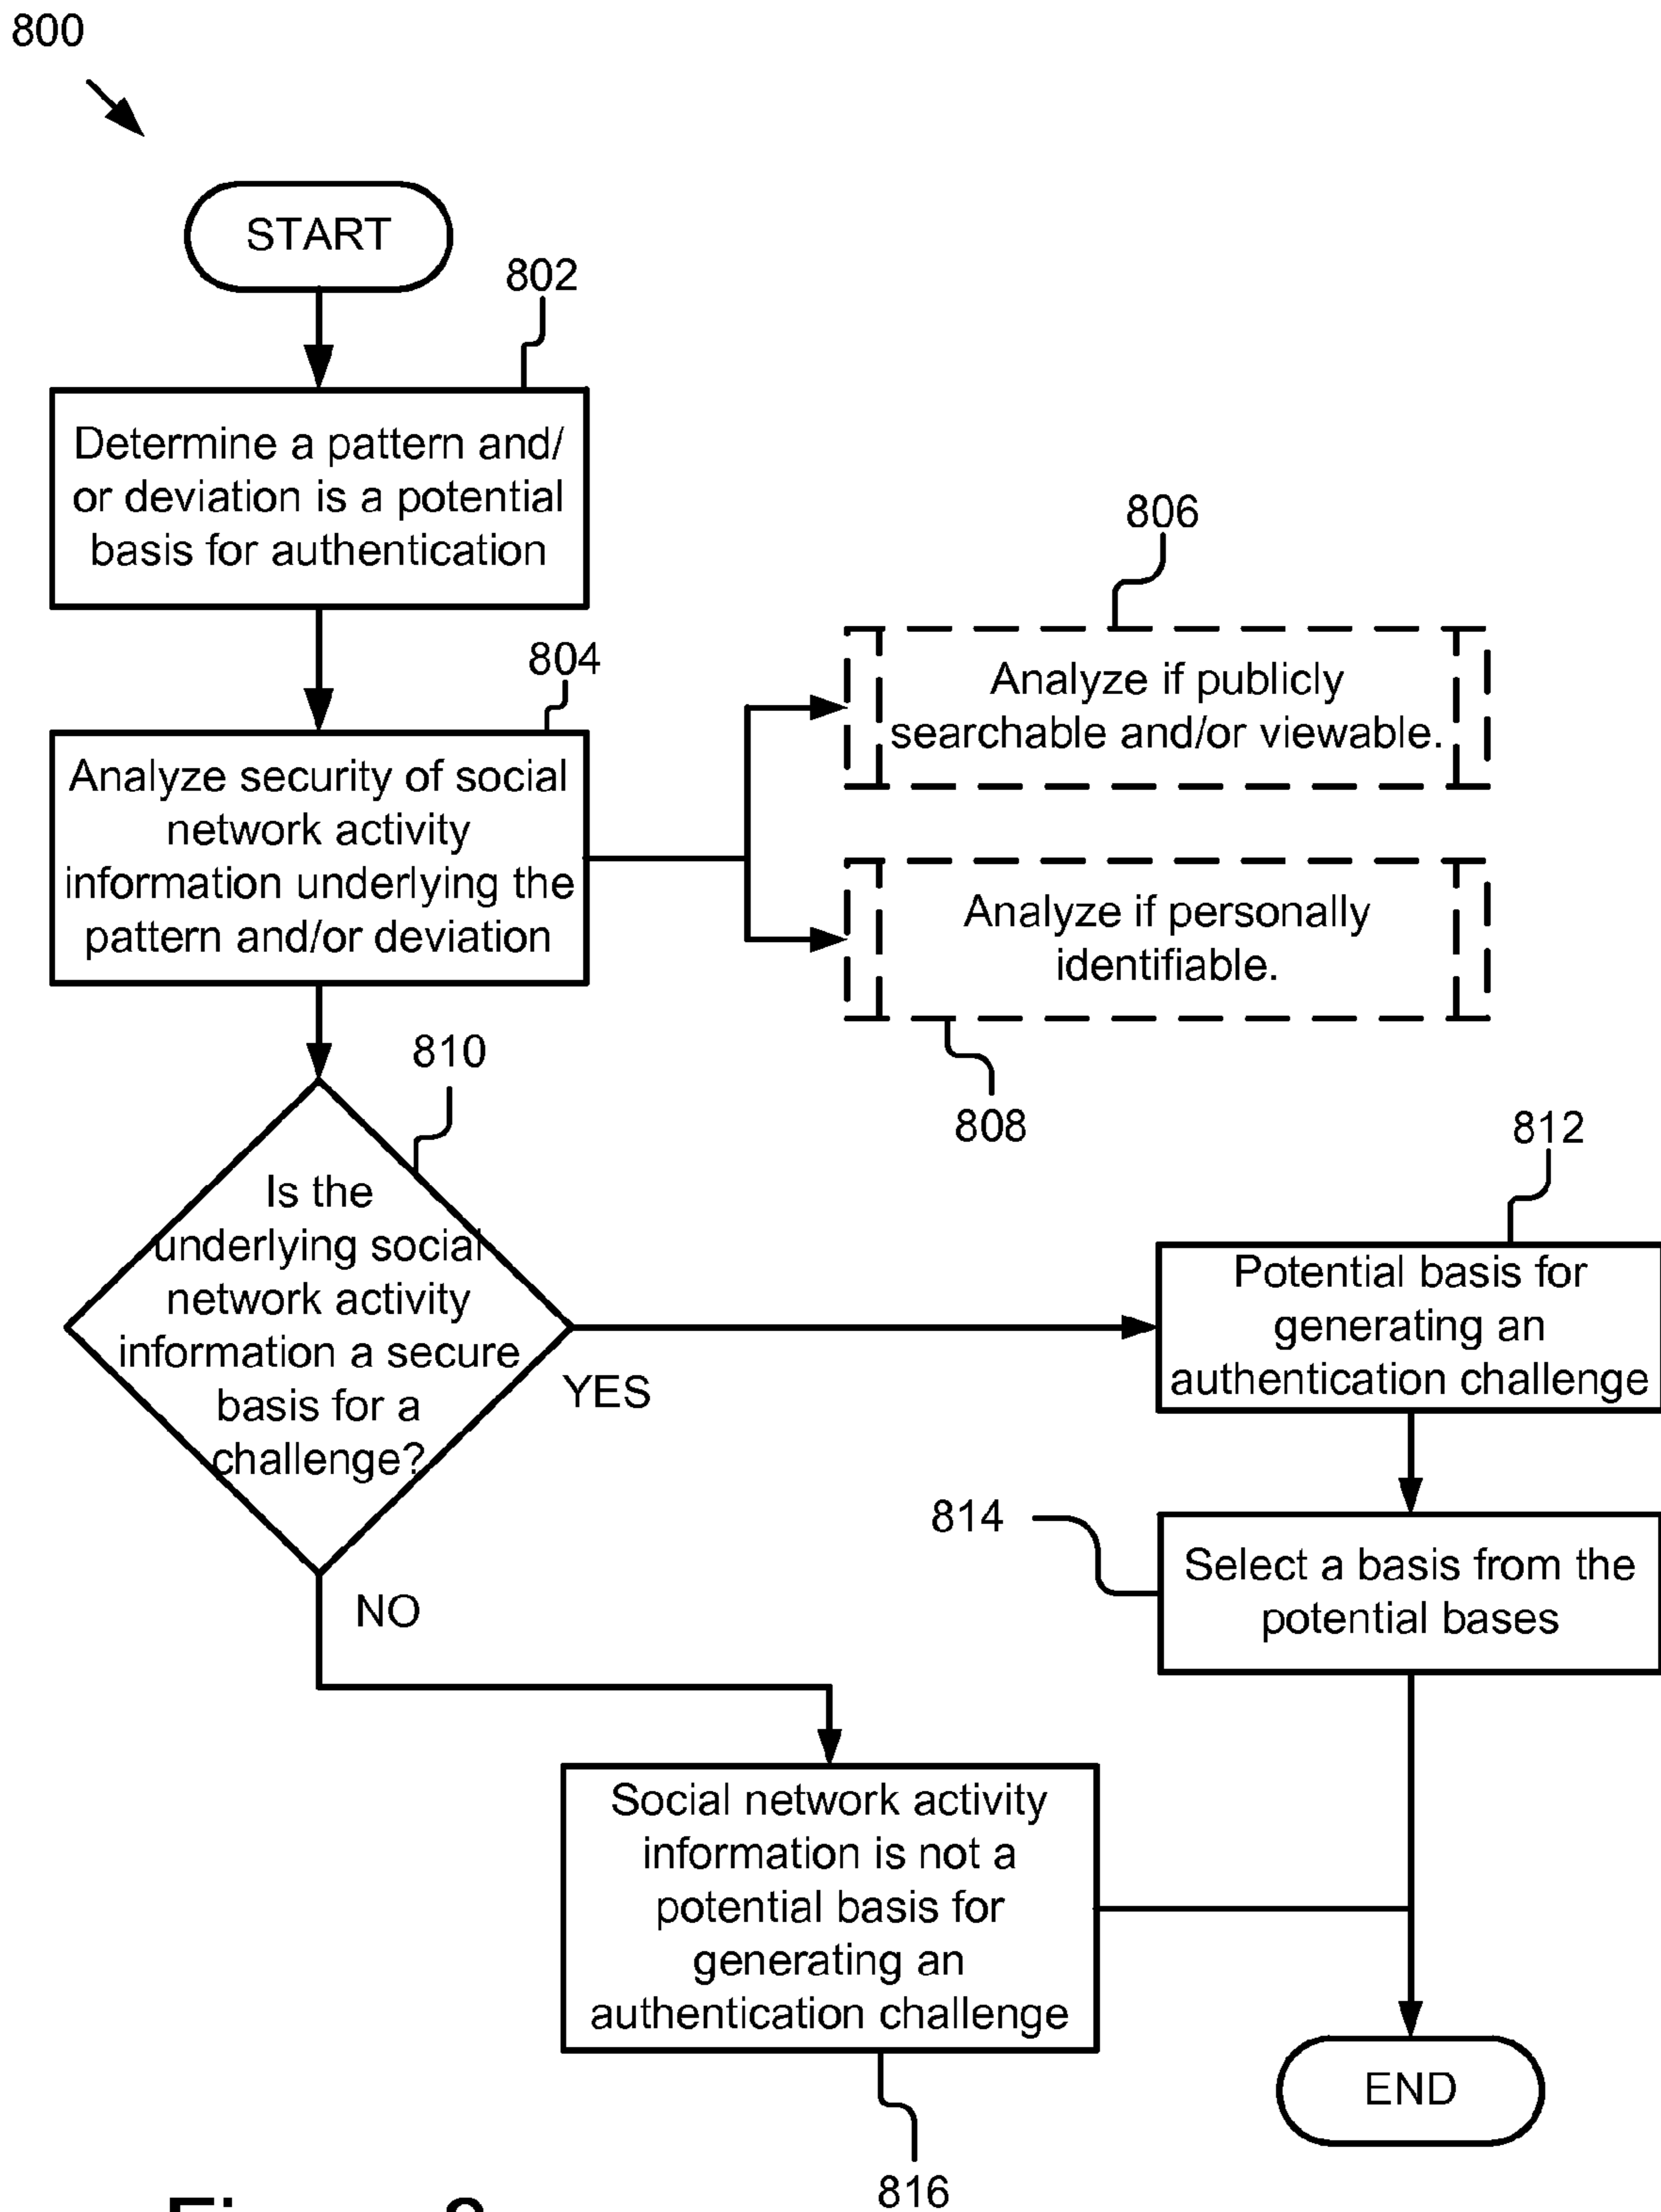 800
START
802
Determine a pattern and/
or deviation is a potential
basis for authentication
804
Analyze security of social
network activity
information underlying the
pattern and/or deviation
806
Analyze if publicly
searchable and/or viewable.
Analyze if personally
identifiable.
808
810
Is the
underlying social
network activity
information a secure
basis for a
challenge?
YES
NO
812
Potential basis for
generating an
authentication challenge
814
Select a basis from the
potential bases
Social network activity
information is not a
potential basis for
generating an
authentication challenge
816
END